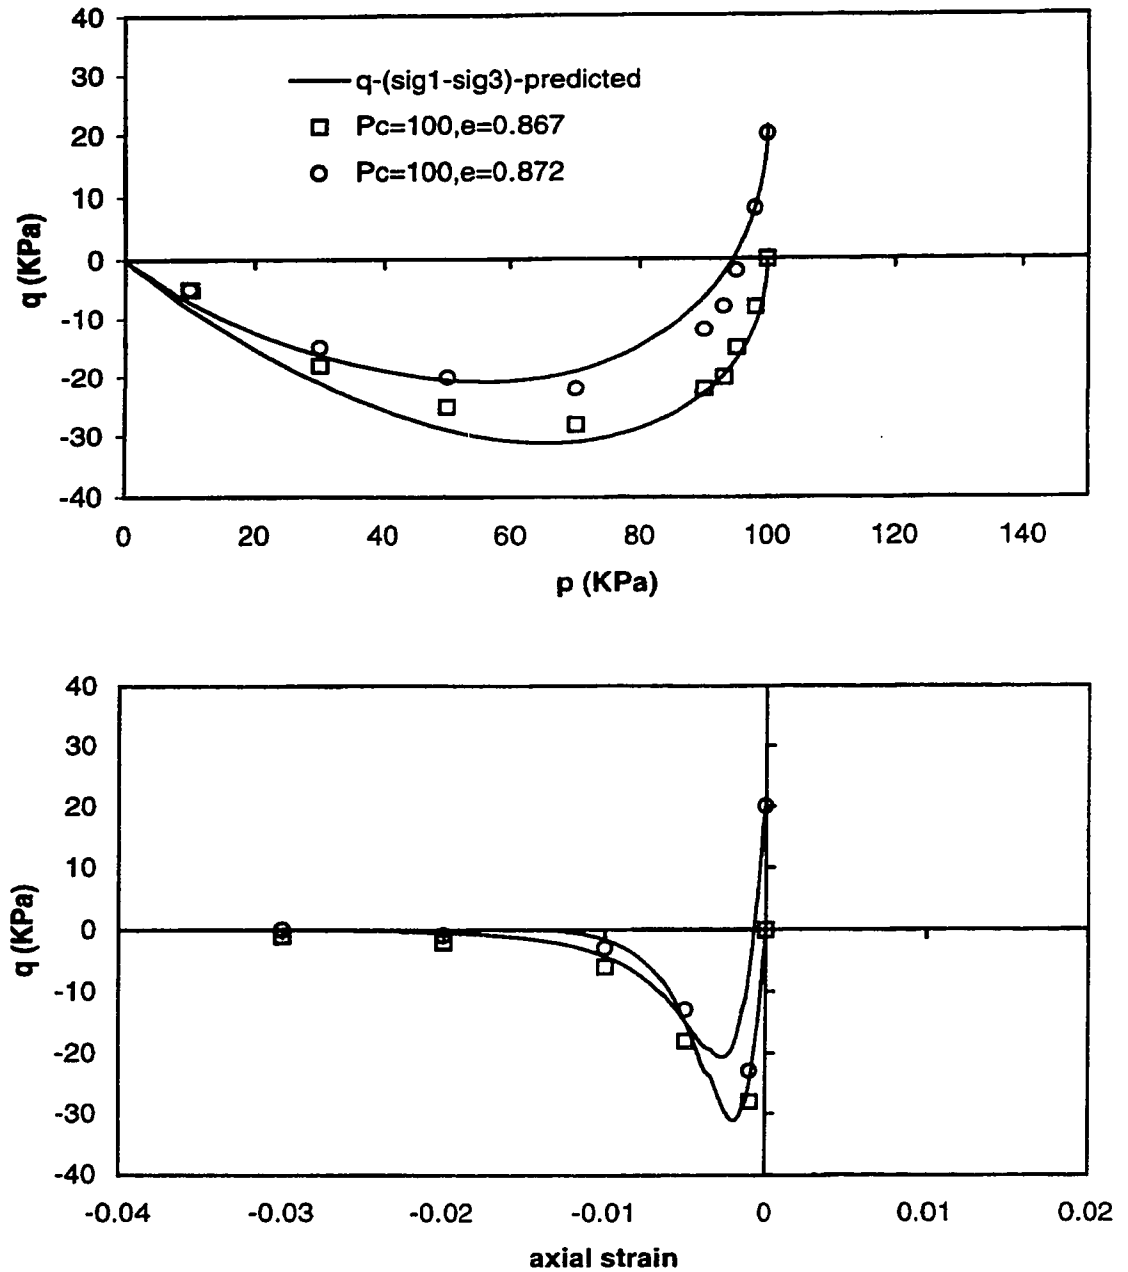 40
30
q-(sig1-sig3)-predicted
Pc=100,e=0.867
20
Pc=100,e=0.872
10
q (KPa)
0
-10
-20
-30
-40
0 20 40 60 80 100 120 140
p (KPa)
40
30
20
10
q (KPa)
0
-10
-20
-30
-40
-0.04 -0.03 -0.02 -0.01 0 0.01 0.02
axial strain